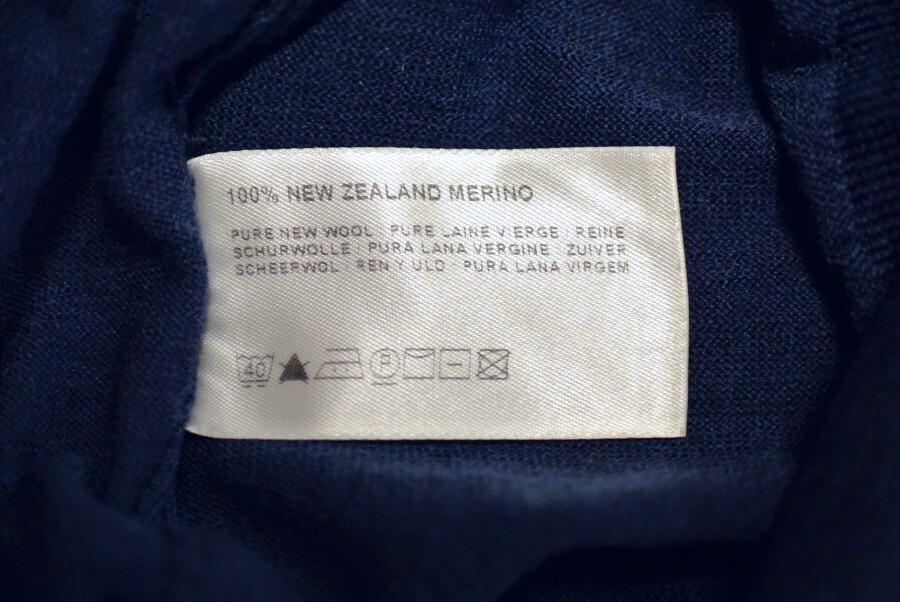 100% NEW ZEALAND MERINO
PURE NEW WOOL · PURE LAINE VIERGE · REINE
SCHURWOLLE · PURA LANA VERGINE · ZUIVER
SCHEERWOL · REN Y ULD · PURA LANA VIRGEM
40 P